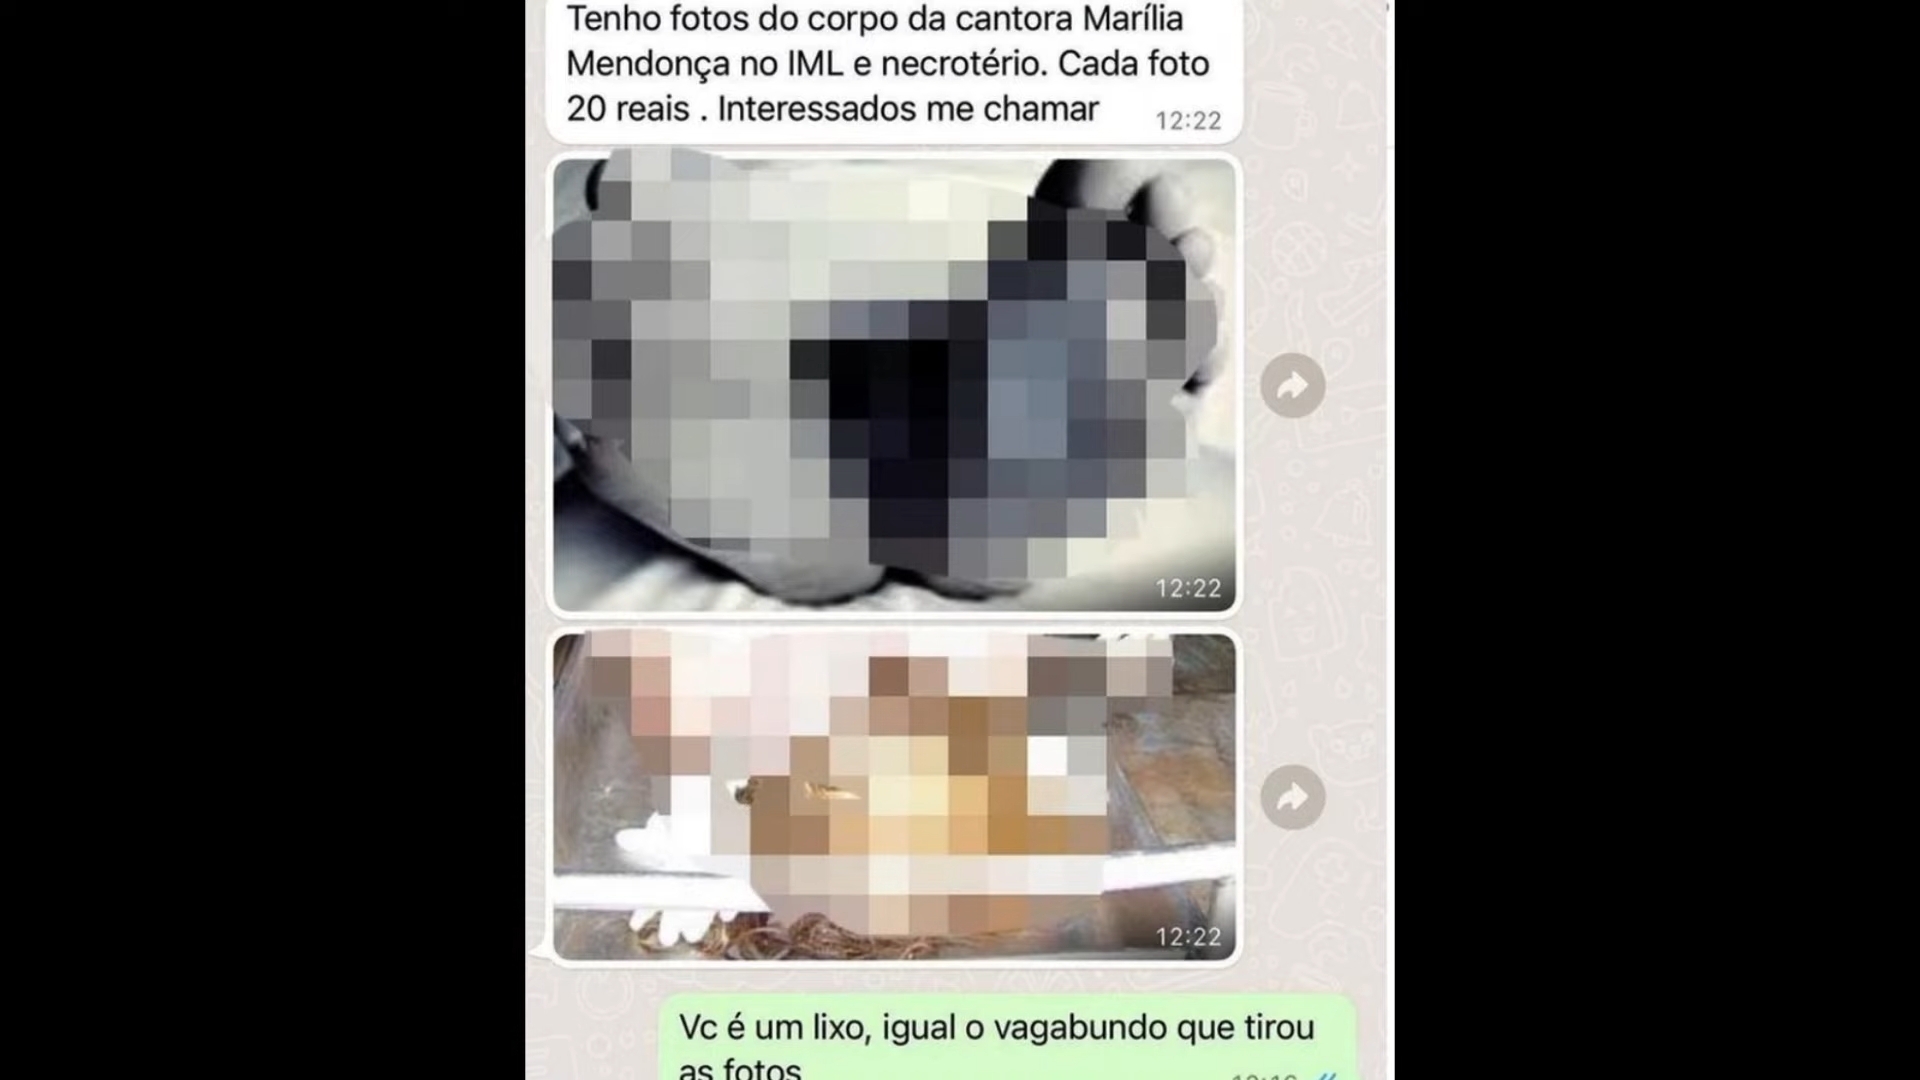 Tenho fotos do corpo da cantora Marília
Mendonça no IML e necrotério. Cada foto
20 reais . Interessados me chamar
12:22
12:22
12:22
Vc é um lixo, igual o vagabundo que tirou
as fotos